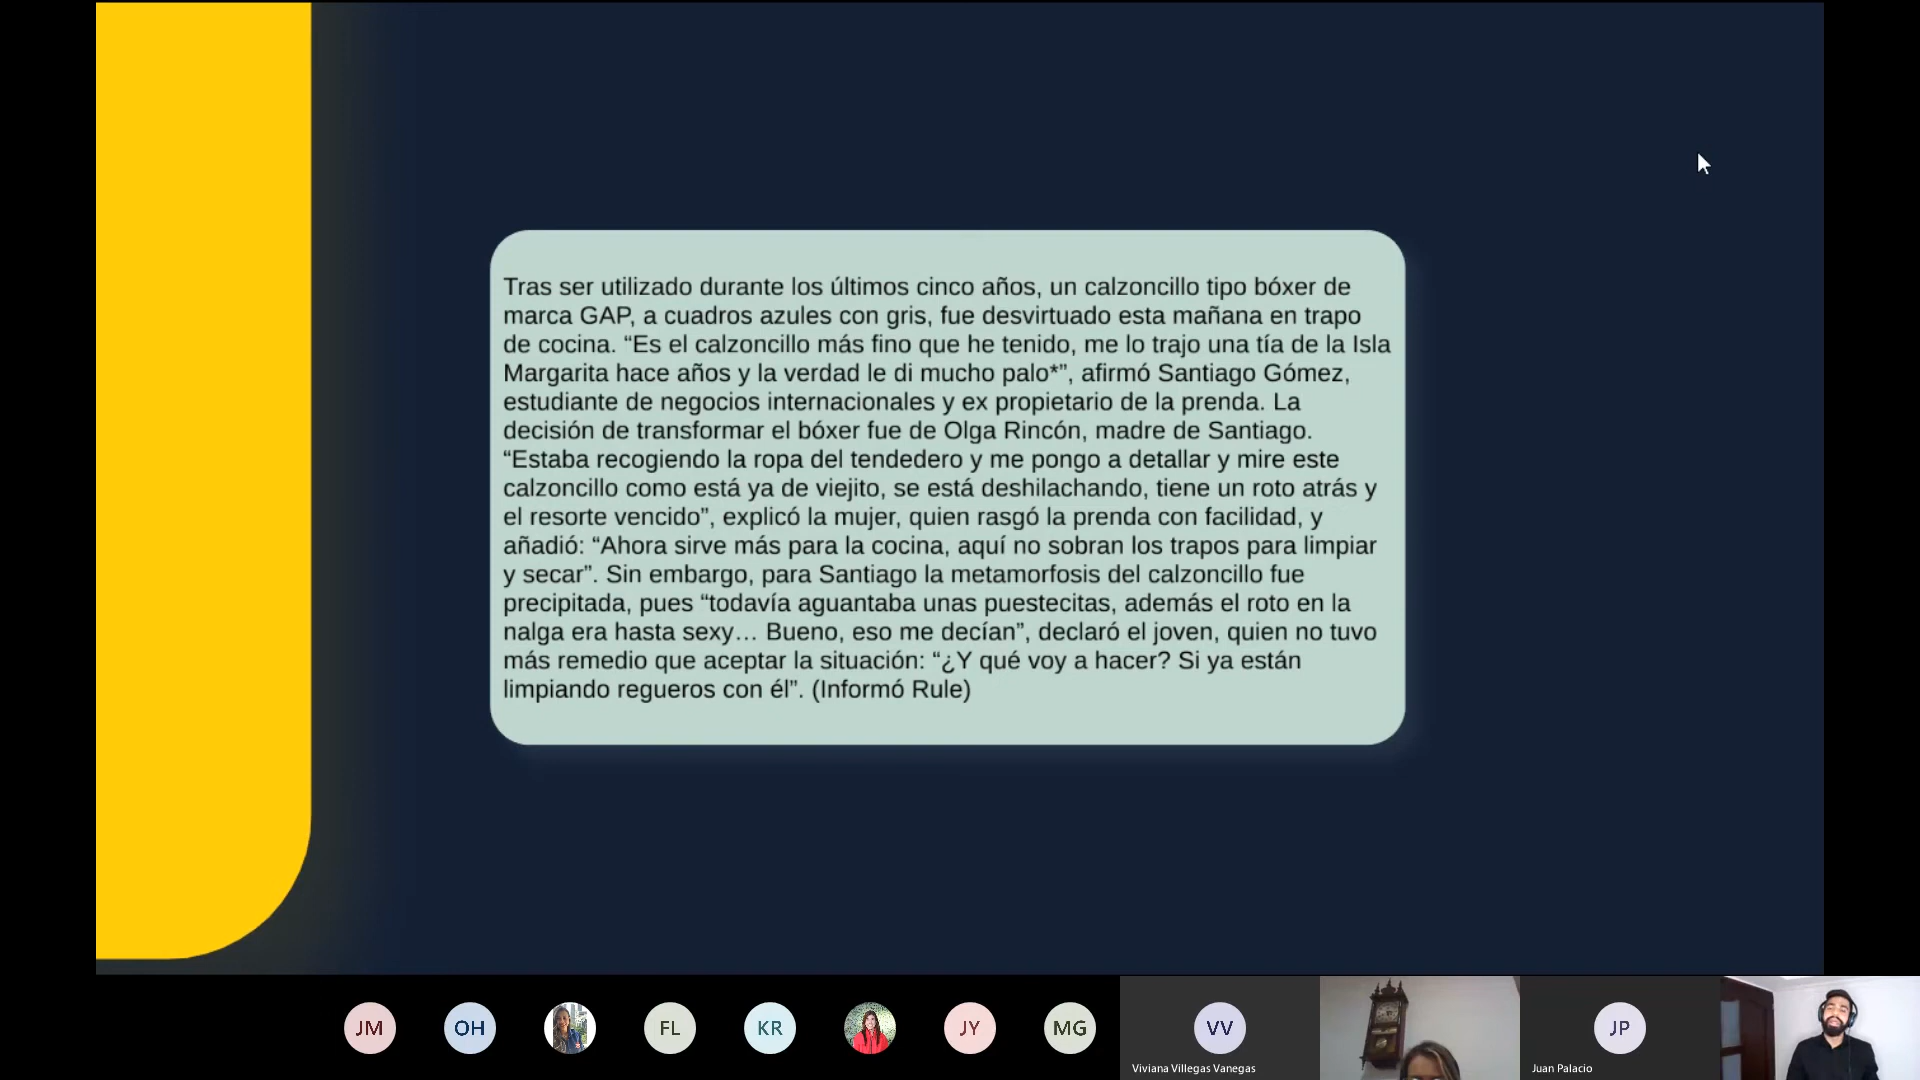 Tras ser utilizado durante los últimos cinco años, un calzoncillo tipo bóxer de
marca GAP, a cuadros azules con gris, fue desvirtuado esta mañana en trapo
de cocina. “Es el calzoncillo más fino que he tenido, me lo trajo una tía de la Isla
Margarita hace años y la verdad le di mucho palo*”, afirmó Santiago Gómez,
estudiante de negocios internacionales y ex propietario de la prenda. La
decisión de transformar el bóxer fue de Olga Rincón, madre de Santiago.
“Estaba recogiendo la ropa del tendedero y me pongo a detallar y mire este
calzoncillo como está ya de viejito, se está deshilachando, tiene un roto atrás y
el resorte vencido”, explicó la mujer, quien rasgó la prenda con facilidad, y
añadió: “Ahora sirve más para la cocina, aquí no sobran los trapos para limpiar
y secar”. Sin embargo, para Santiago la metamorfosis del calzoncillo fue
precipitada, pues “todavía aguantaba unas puestecitas, además el roto en la
nalga era hasta sexy… Bueno, eso me decían”, declaró el joven, quien no tuvo
más remedio que aceptar la situación: “¿Y qué voy a hacer? Si ya están
limpiando regueros con él”. (Informó Rule)
JM OH FL KR JY MG VV JP
Viviana Villegas Vanegas Juan Palacio